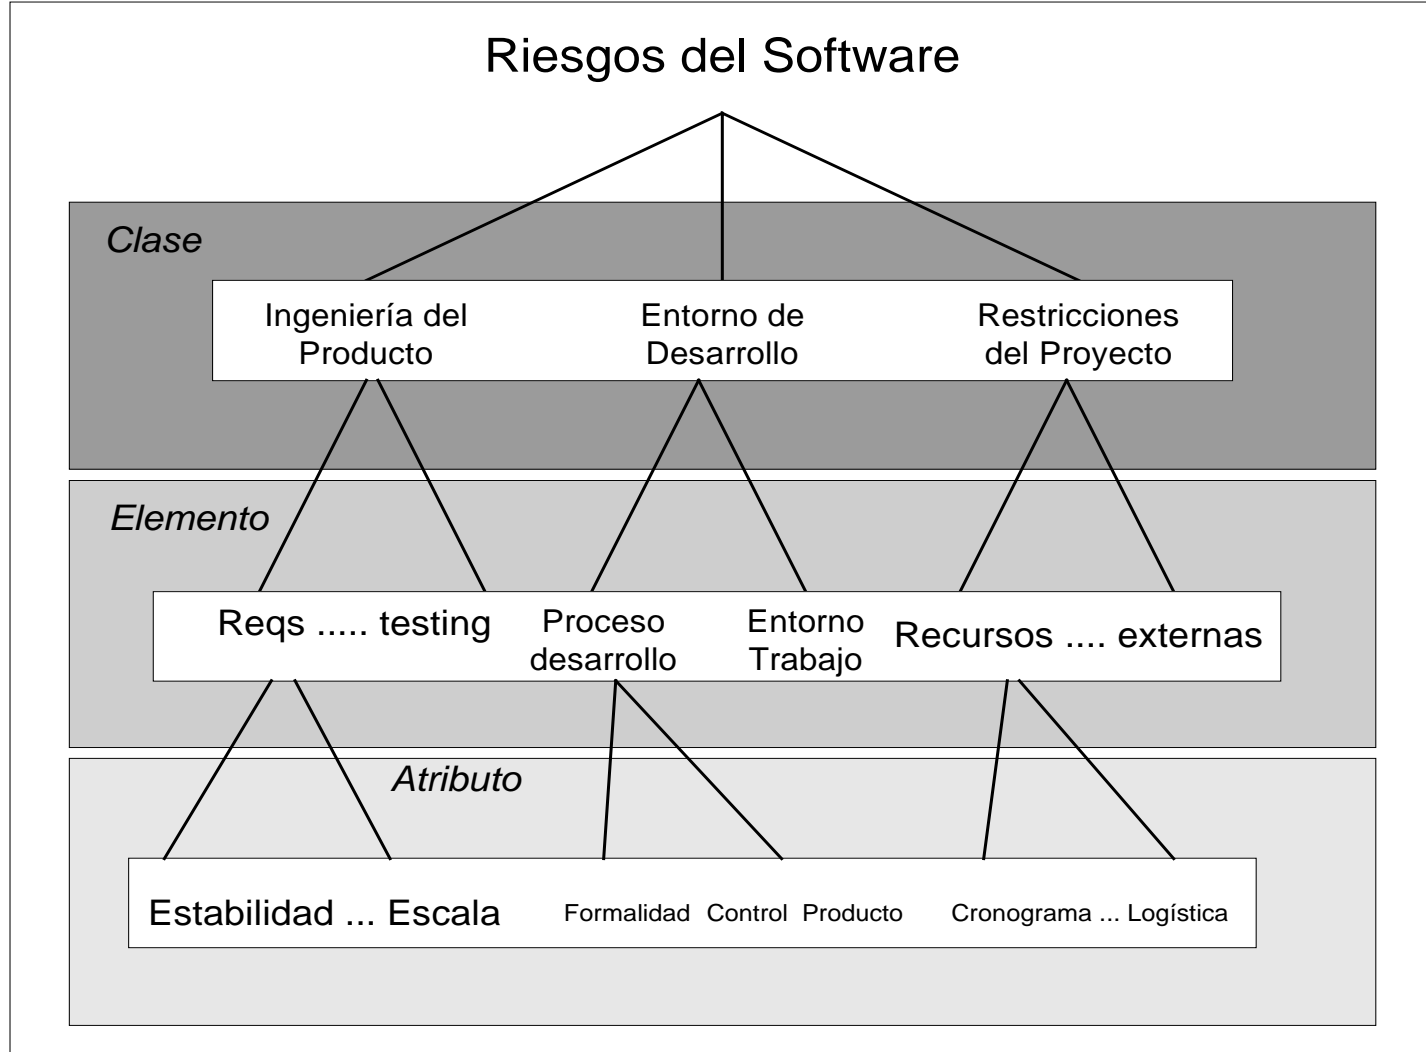 Riesgos del Software
Clase
Ingeniería del
Producto
Entorno de
Desarrollo
Restricciones
del Proyecto
Elemento
Reqs ..... testing
Proceso
desarrollo
Entorno
Trabajo
Recursos .... externas
Atributo
Estabilidad ... Escala
Formalidad Control Producto
Cronograma ... Logística